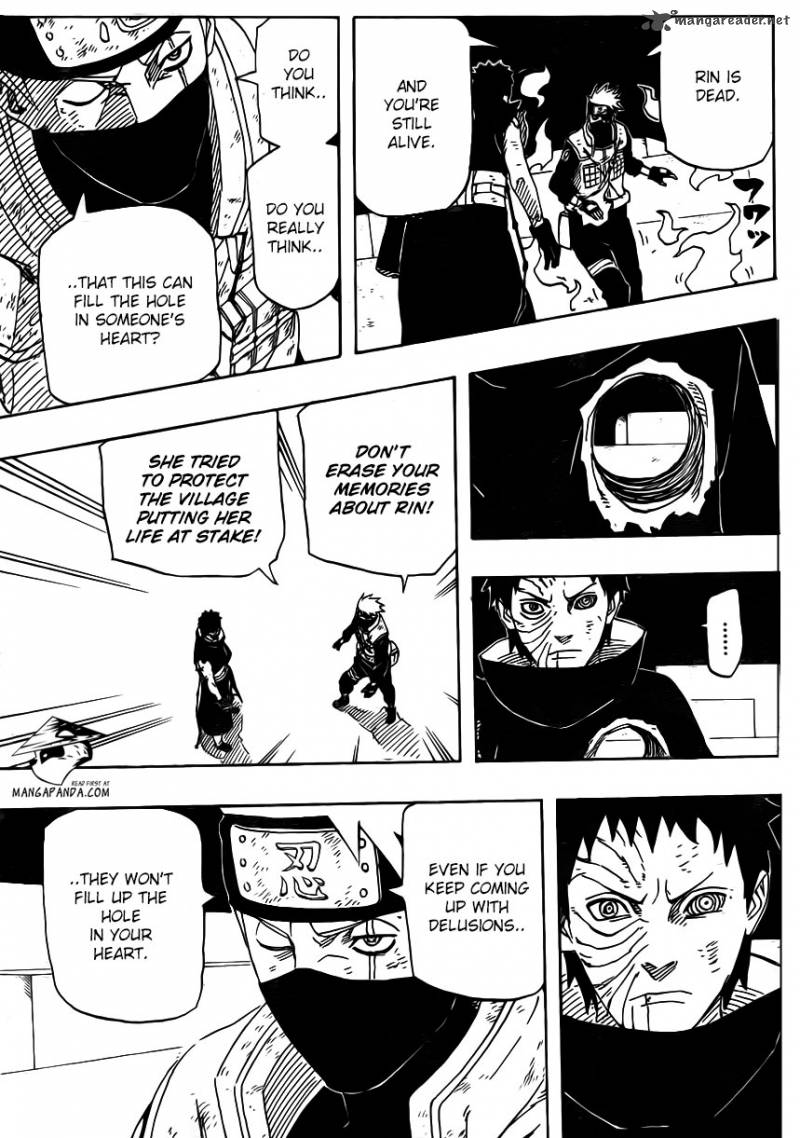 mangareader.net
RIN IS
DEAD.
AND
YOU'RE
STILL
ALIVE.
フワッ
DO
YOU
THINK..
DO YOU
REALLY
THINK..
..THAT THIS CAN
FILL THE HOLE
IN SOMEONE'S
HEART?
.......
DON'T
ERASE YOUR
MEMORIES
ABOUT RIN!
SHE TRIED
TO PROTECT
THE VILLAGE
PUTTING HER
LIFE AT STAKE!
READ FIRST AT
MANGAPANDA.COM
EVEN IF YOU
KEEP COMING
UP WITH
DELUSIONS..
忍
..THEY WON'T
FILL UP THE
HOLE
IN YOUR
HEART.